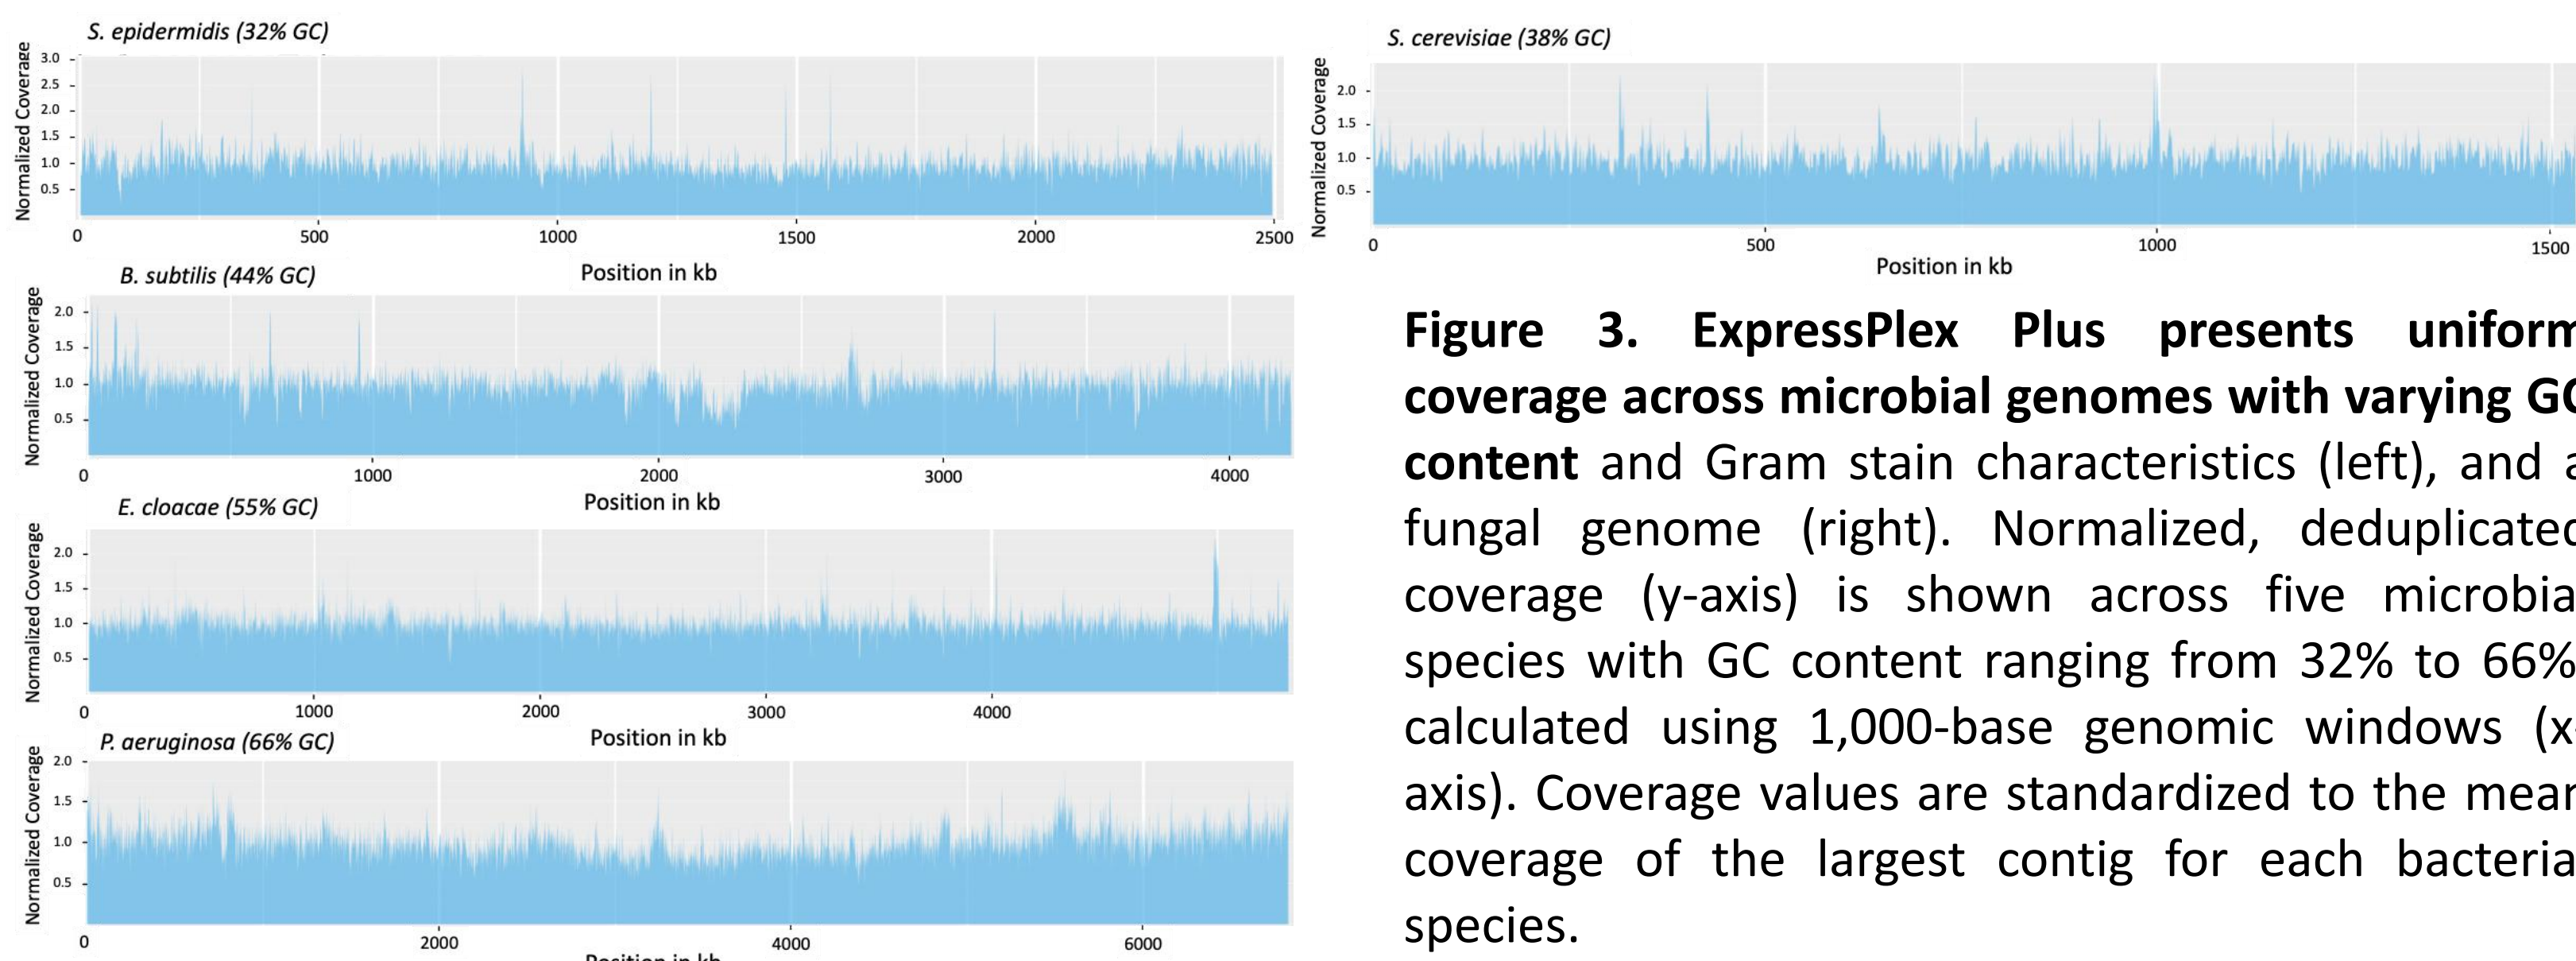 S. epidermidis (32% GC)
Normalized Coverage
3.0
2.5
2.0
1.5
1.0
0.5
0 500 1000 1500 2000 2500
Position in kb
B. subtilis (44% GC)
Normalized Coverage
2.0
1.5
1.0
0.5
0 1000 2000 3000 4000
Position in kb
E. cloacae (55% GC)
Normalized Coverage
2.0
1.5
1.0
0.5
0 1000 2000 3000 4000
Position in kb
P. aeruginosa (66% GC)
Normalized Coverage
2.0
1.5
1.0
0.5
0 2000 4000 6000
Position in kb
S. cerevisiae (38% GC)
Normalized Coverage
2.0
1.5
1.0
0.5
0 500 1000 1500
Position in kb
Figure 3. ExpressPlex Plus presents uniform
coverage across microbial genomes with varying GC
content and Gram stain characteristics (left), and a
fungal genome (right). Normalized, deduplicated
coverage (y-axis) is shown across five microbia
species with GC content ranging from 32% to 66%
calculated using 1,000-base genomic windows (x-
axis). Coverage values are standardized to the mean
coverage of the largest contig for each bacteria
species.